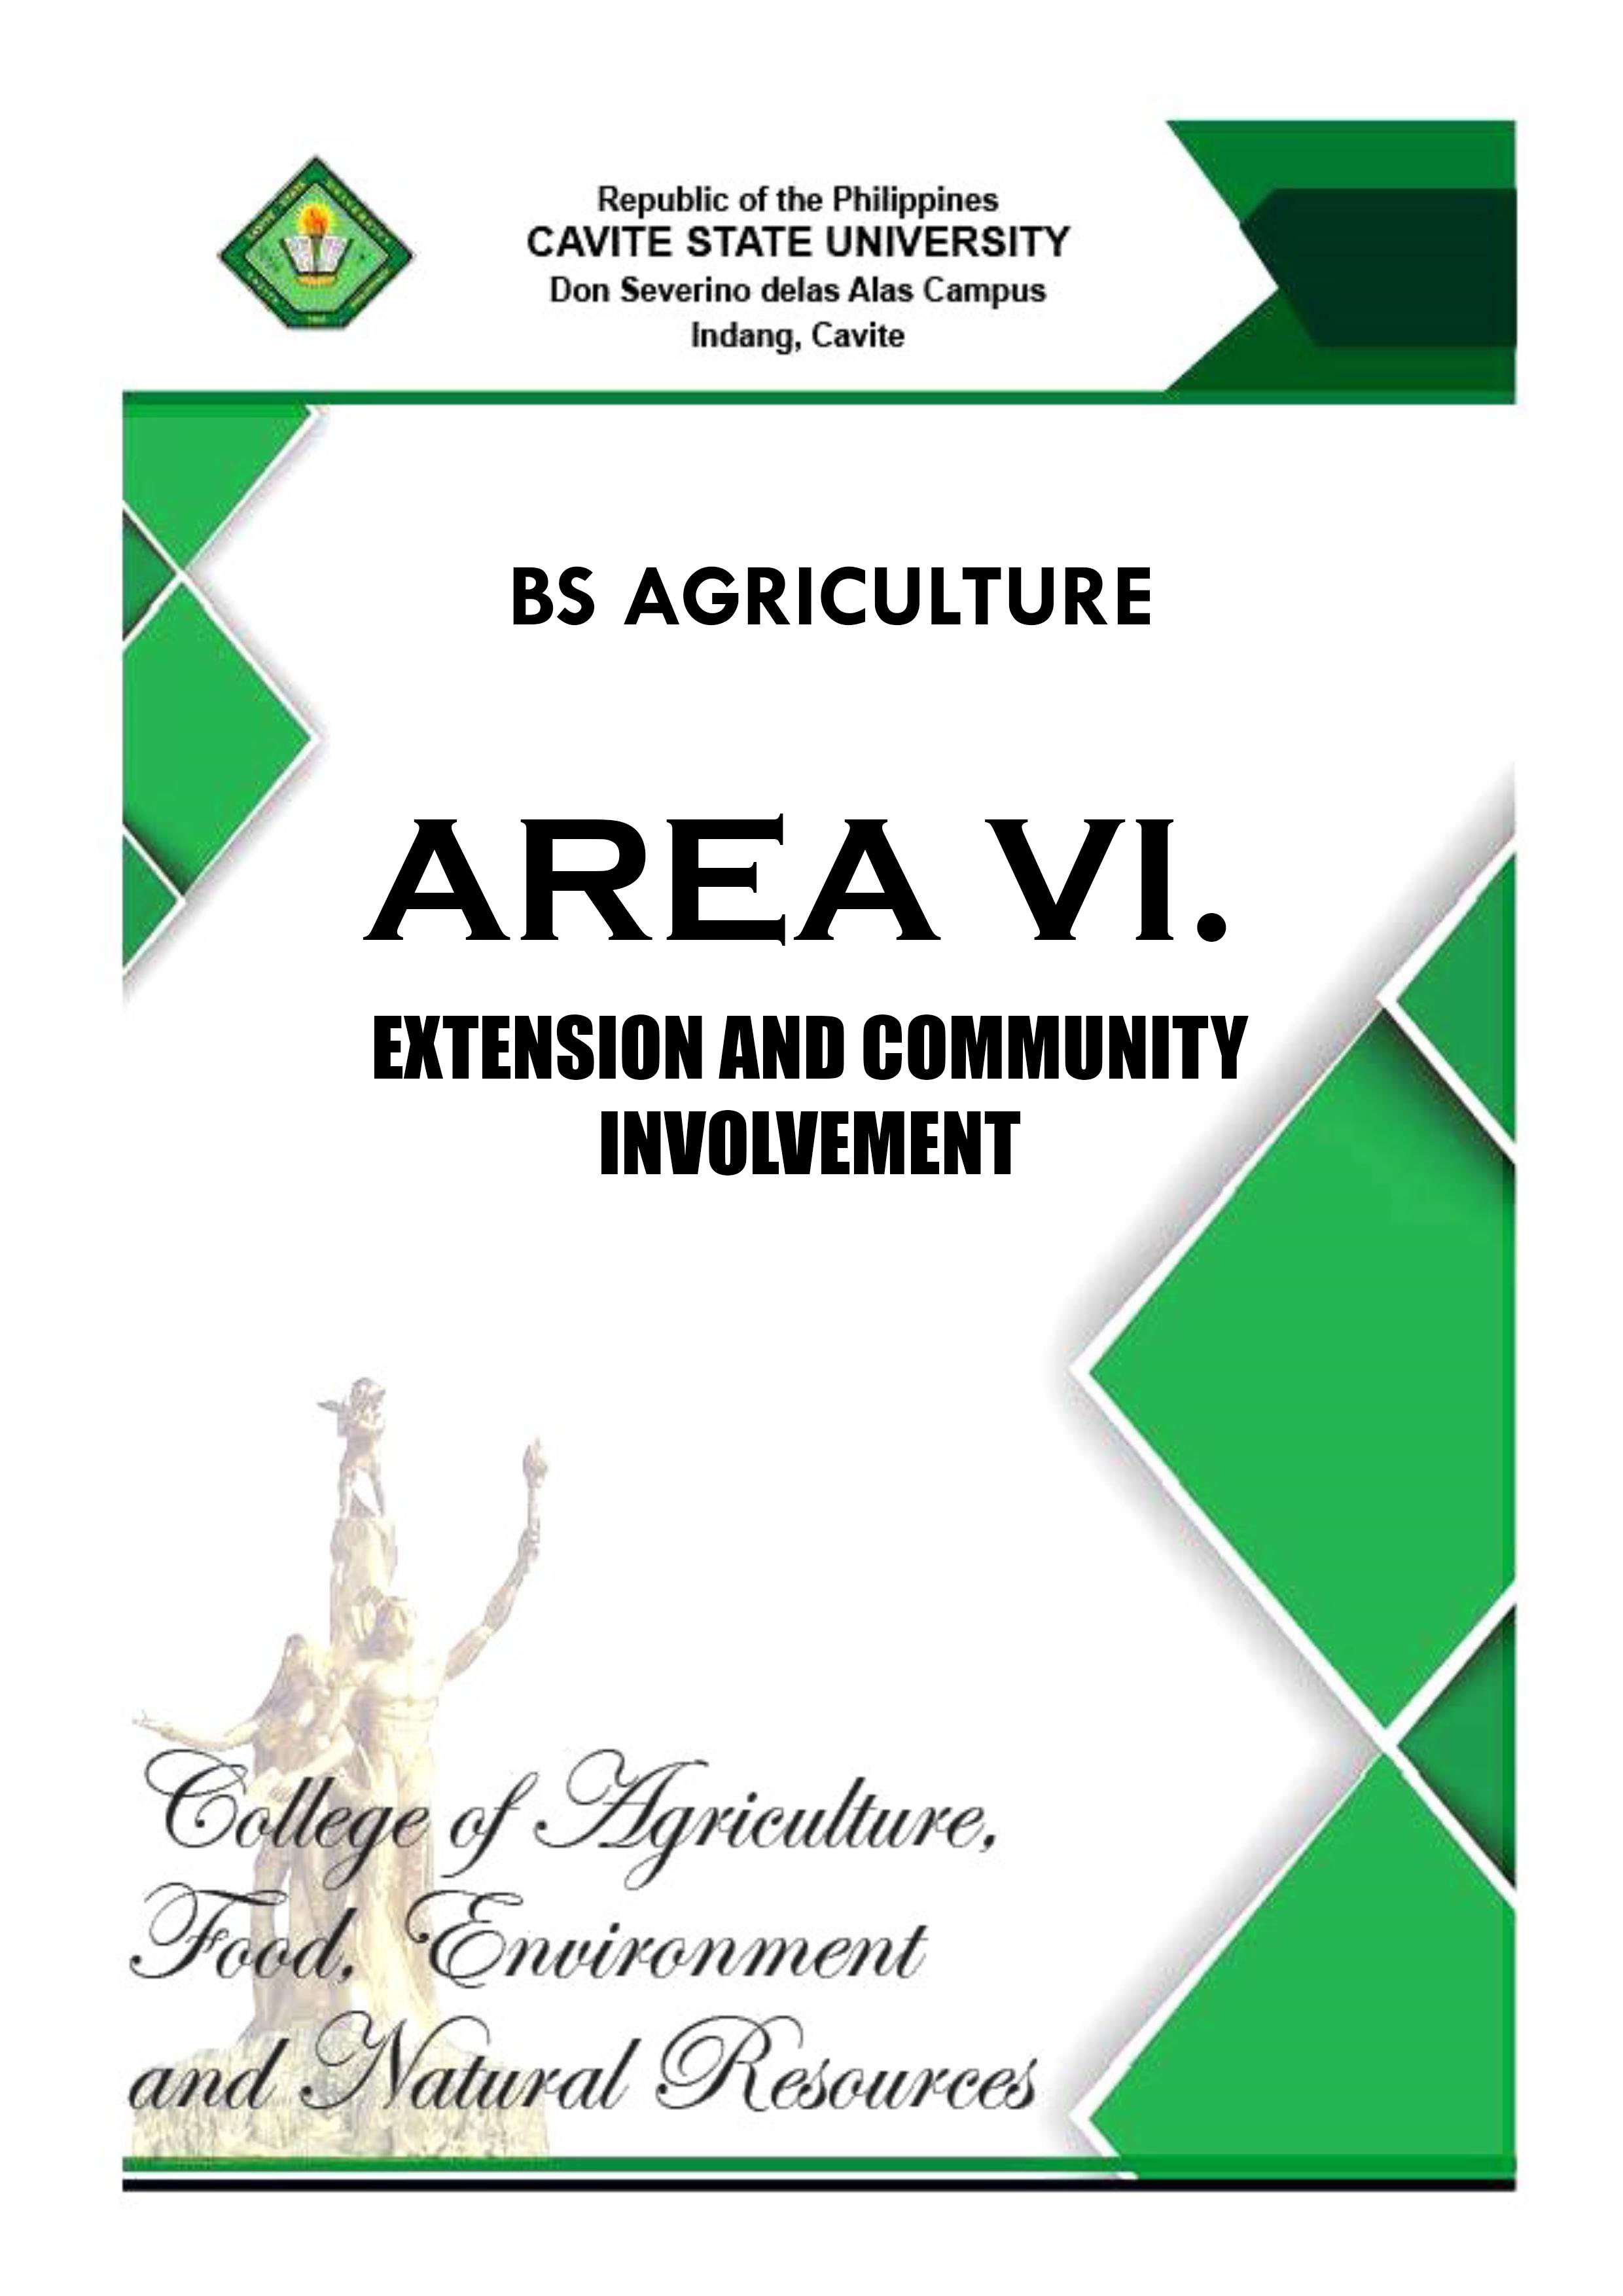 Republic of the Philippines
CAVITE STATE UNIVERSITY
Don Severino delas Alas Campus
Indang, Cavite
BS AGRICULTURE
AREA VI.
EXTENSION AND COMMUNITY
INVOLVEMENT
College of Agriculture,
Food, Environment
and Natural Resources